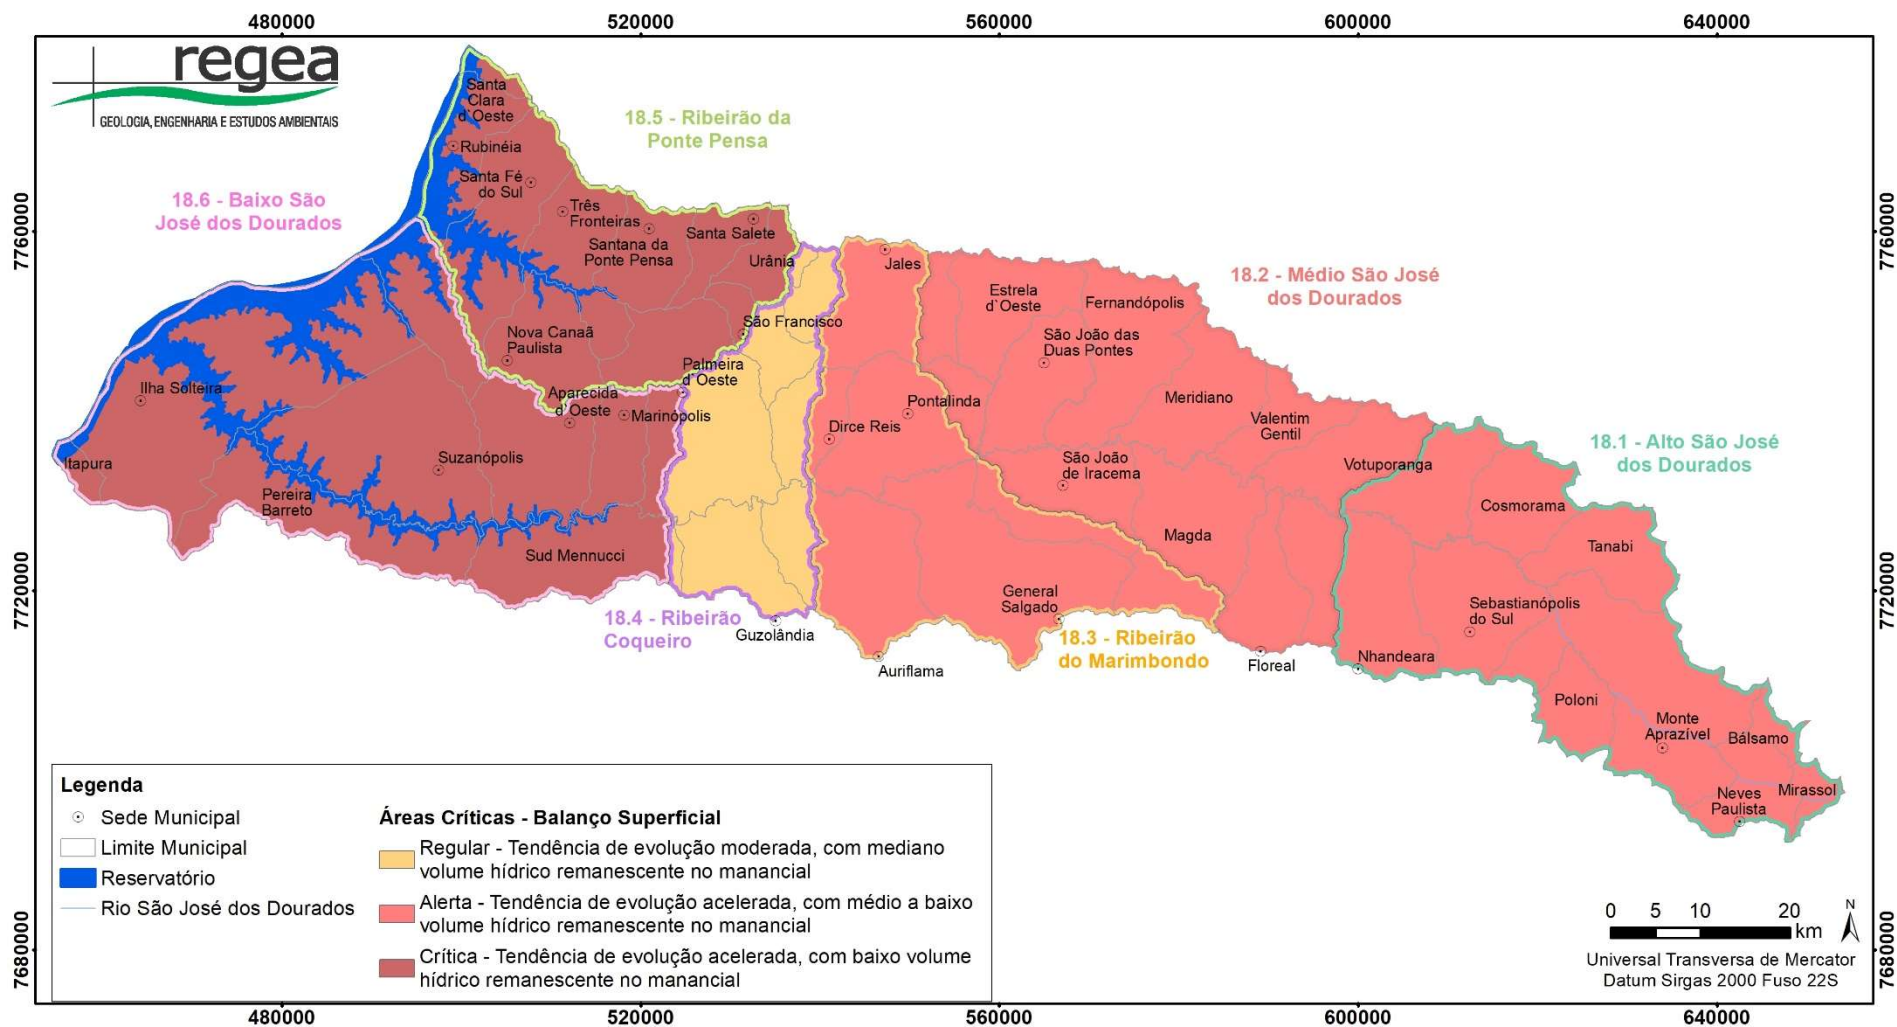 480000
520000
560000
600000
640000
regea
GEOLOGIA, ENGENHARIA E ESTUDOS AMBIENTAIS
7760000
7720000
7680000
7760000
7720000
7680000
18.5 - Ribeirão da
Ponte Pensa
18.6 - Baixo São
José dos Dourados
18.2 - Médio São José
dos Dourados
18.1 - Alto São José
dos Dourados
18.4 - Ribeirão
Coqueiro
18.3 - Ribeirão
do Marimbondo
Santa
Clara
d`Oeste
Rubinéia
Santa Fé
do Sul
Três
Fronteiras
Santana da
Ponte Pensa
Santa Salete
Urânia
São Francisco
Nova Canaã
Paulista
Palmeira
d`Oeste
Aparecida
d`Oeste
Marinópolis
Ilha Solteira
Itapura
Suzanópolis
Pereira
Barreto
Sud Mennucci
Guzolândia
Jales
Dirce Reis
Pontalinda
Auriflama
General
Salgado
Estrela
d`Oeste
Fernandópolis
São João das
Duas Pontes
Meridiano
Valentim
Gentil
São João
de Iracema
Votuporanga
Magda
Floreal
Cosmorama
Tanabi
Sebastianópolis
do Sul
Nhandeara
Poloni
Monte
Aprazível
Bálsamo
Neves
Paulista
Mirassol
Legenda
Sede Municipal
Limite Municipal
Reservatório
Rio São José dos Dourados
Áreas Críticas - Balanço Superficial
Regular - Tendência de evolução moderada, com mediano
volume hídrico remanescente no manancial
Alerta - Tendência de evolução acelerada, com médio a baixo
volume hídrico remanescente no manancial
Crítica - Tendência de evolução acelerada, com baixo volume
hídrico remanescente no manancial
0 5 10 20
km
N
Universal Transversa de Mercator
Datum Sirgas 2000 Fuso 22S
480000
520000
560000
600000
640000